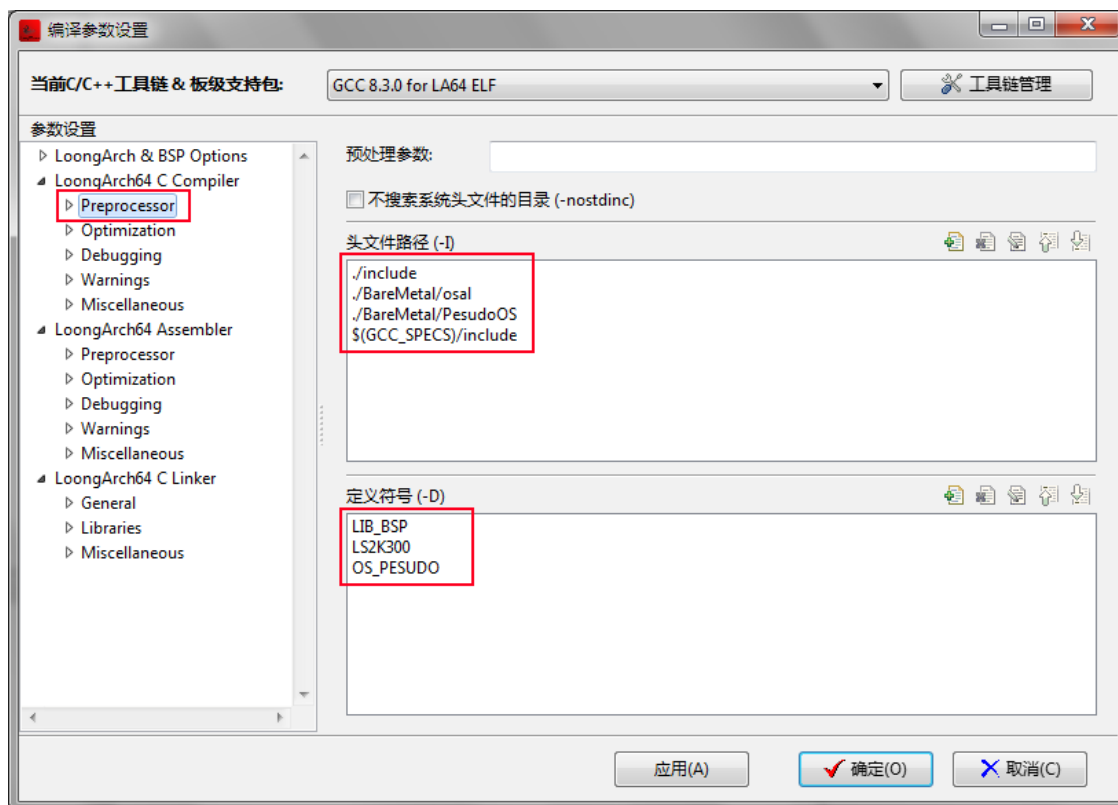 编译参数设置
当前C/C++工具链 & 板级支持包:
GCC 8.3.0 for LA64 ELF
工具链管理
参数设置
LoongArch & BSP Options
LoongArch64 C Compiler
Preprocessor
Optimization
Debugging
Warnings
Miscellaneous
LoongArch64 Assembler
Preprocessor
Optimization
Debugging
Warnings
Miscellaneous
LoongArch64 C Linker
General
Libraries
Miscellaneous
预处理参数:
不搜索系统头文件的目录 (-nostdinc)
头文件路径 (-I)
./include
./BareMetal/osal
./BareMetal/PesudoOS
$(GCC_SPECS)/include
定义符号 (-D)
LIB_BSP
LS2K300
OS_PESUDO
应用(A)
确定(O)
取消(C)